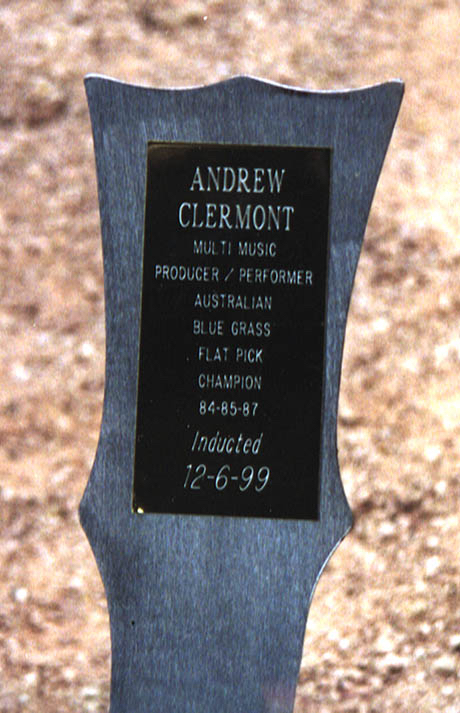 ANDREW
CLERMONT
MULTI MUSIC
PRODUCER / PERFORMER
AUSTRALIAN
BLUE GRASS
FLAT PICK
CHAMPION
84-85-87
Inducted
12-6-99